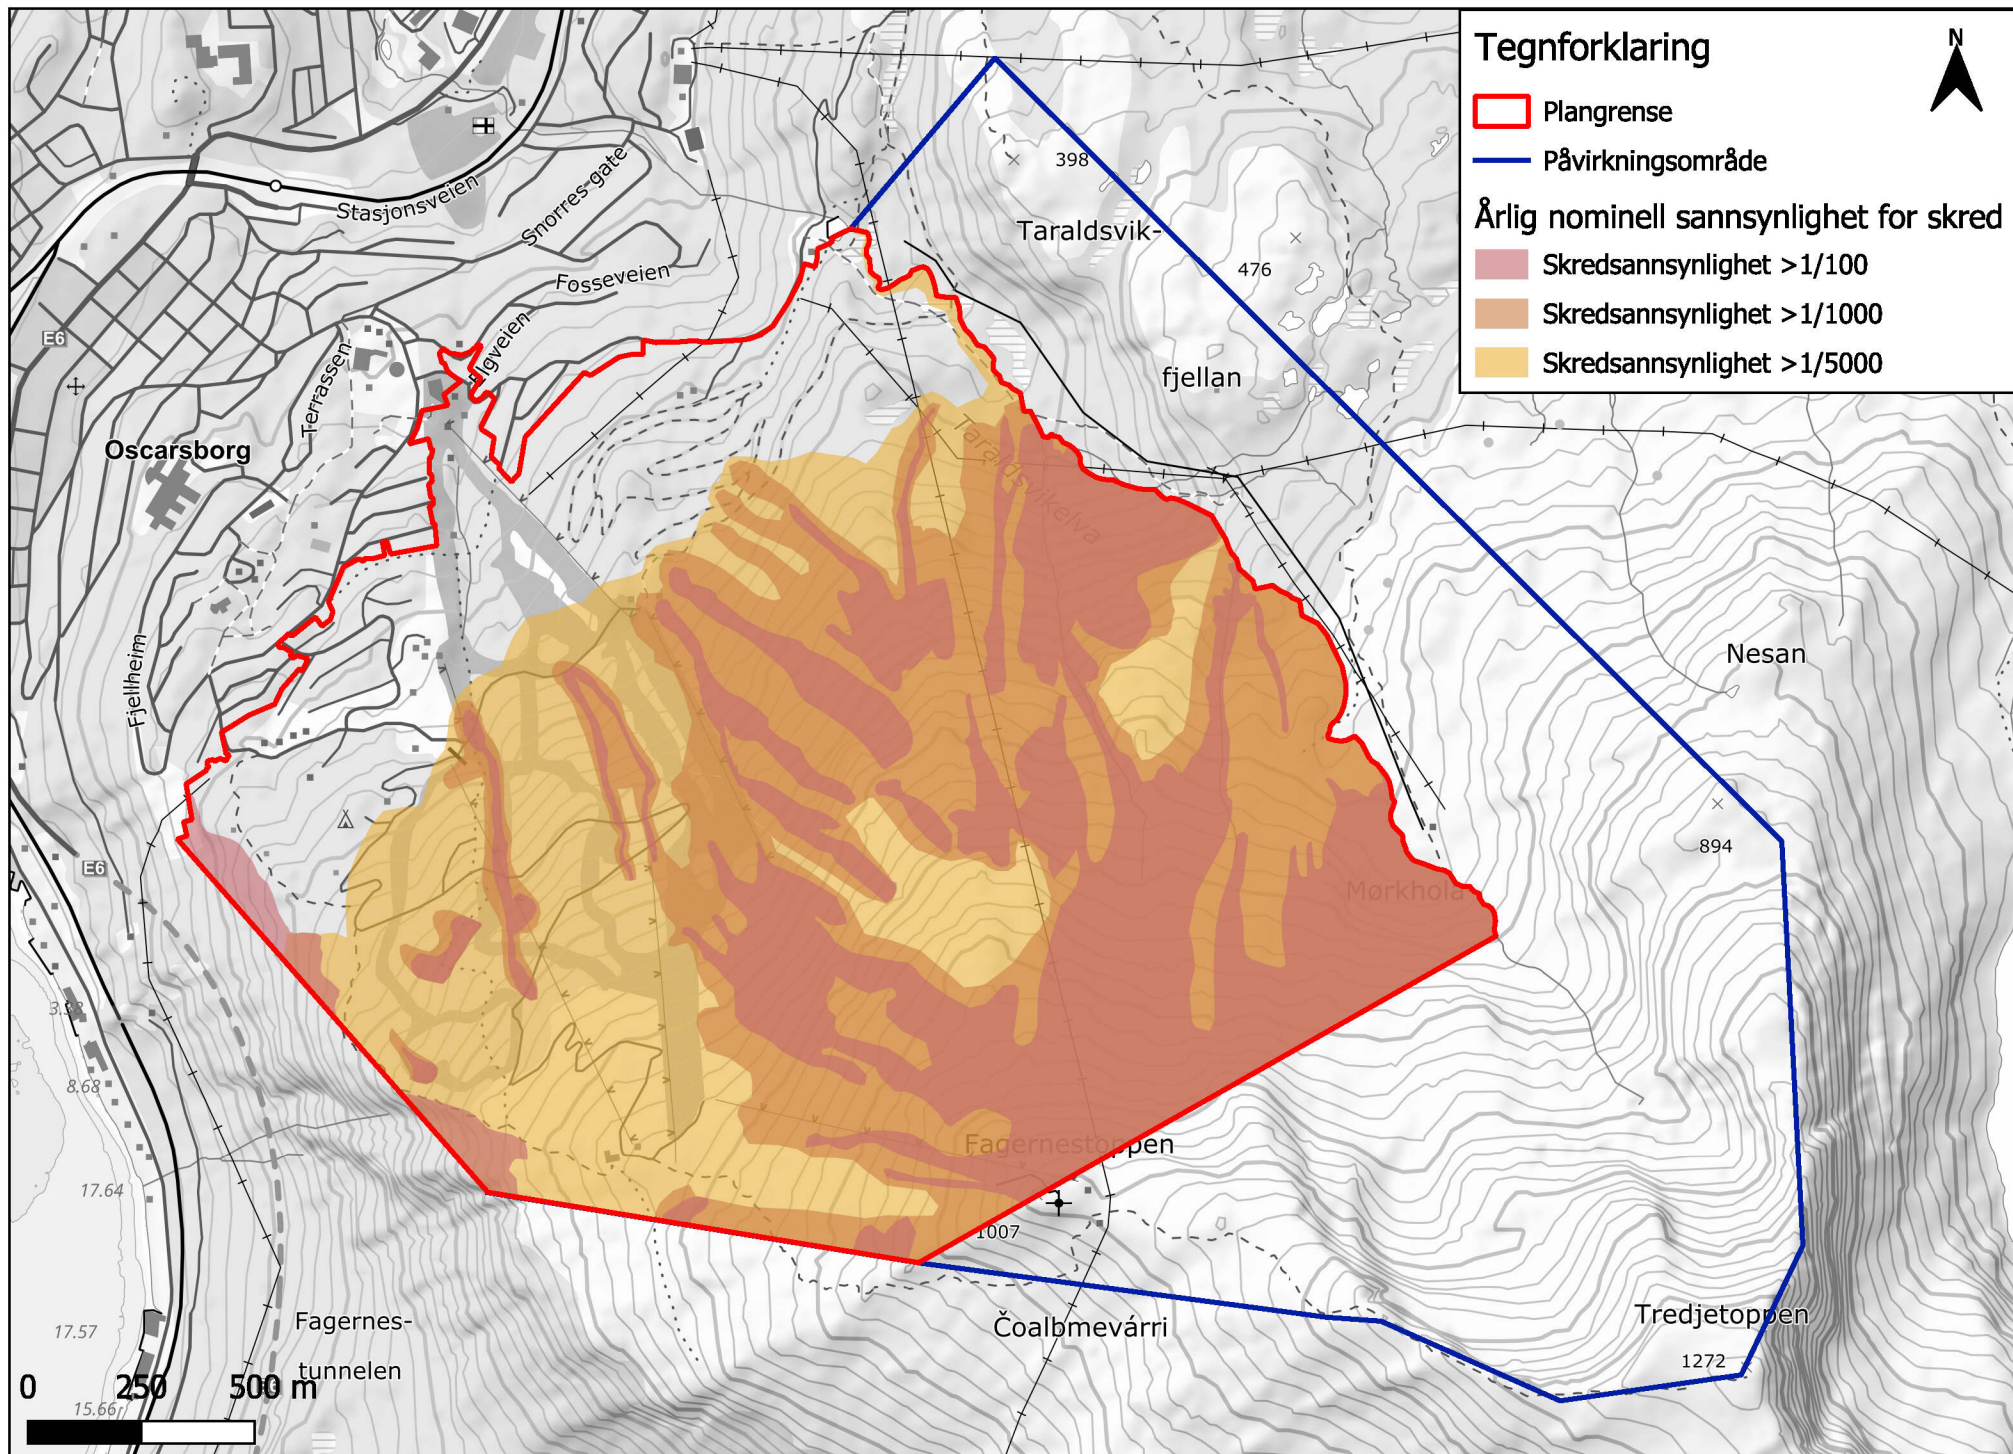 Tegnforklaring
N
Plangrense
Påvirkningsområde
Årlig nominell sannsynlighet for skred
Skredsannsynlighet >1/100
Skredsannsynlighet >1/1000
Skredsannsynlighet >1/5000
Stasjonsveien
Snorres gate
Fosseveien
Elgveien
Terrassen
E6
Oscarsborg
Fjellheim
E6
398
Taraldsvik-
476
fjellan
Taraldsvikelva
Nesan
894
Mørkhola
Fagernestoppen
1007
Čoalbmevárri
Tredjetoppen
1272
3.38
8.68
17.64
17.57
15.66
Fagernes-
tunnelen
0 250 500 m